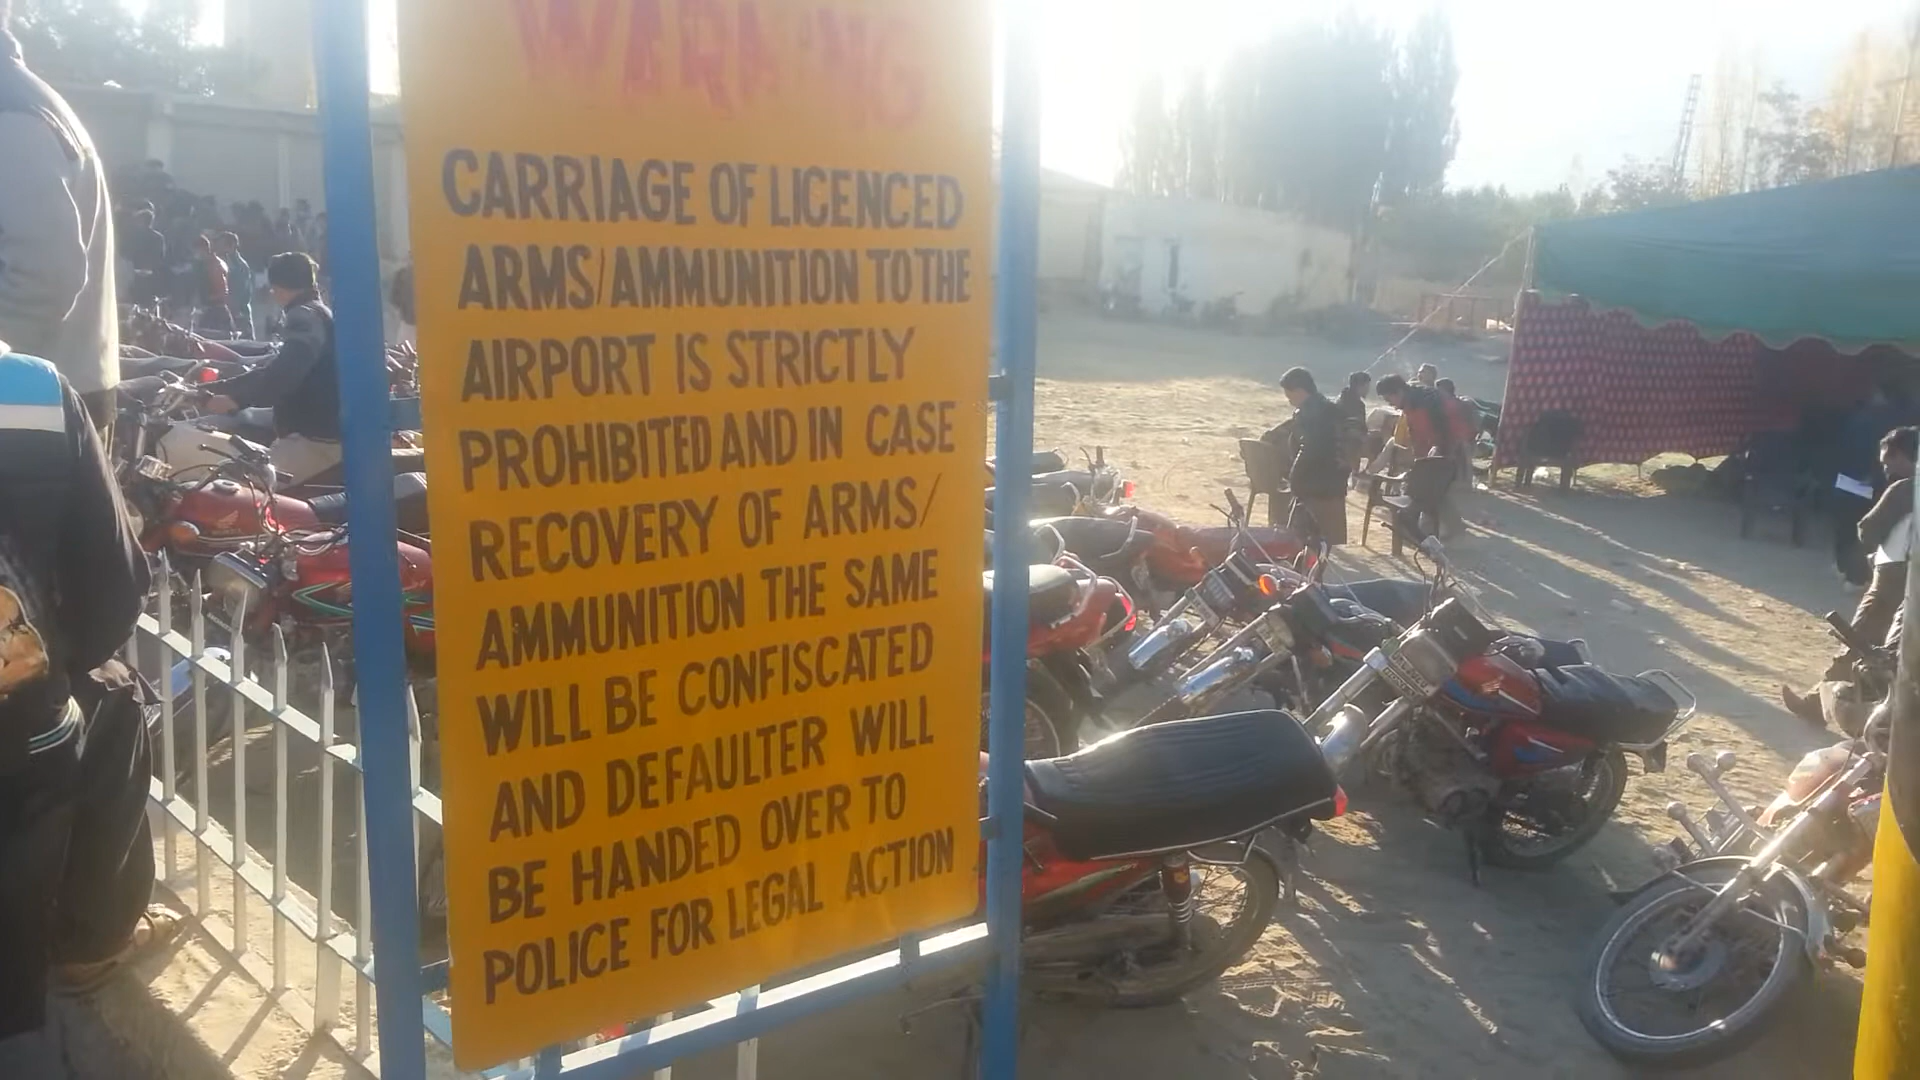 WARNING
CARRIAGE OF LICENCED
ARMS/AMMUNITION TO THE
AIRPORT IS STRICTLY
PROHIBITED AND IN CASE
RECOVERY OF ARMS/
AMMUNITION THE SAME
WILL BE CONFISCATED
AND DEFAULTER WILL
BE HANDED OVER TO
POLICE FOR LEGAL ACTION